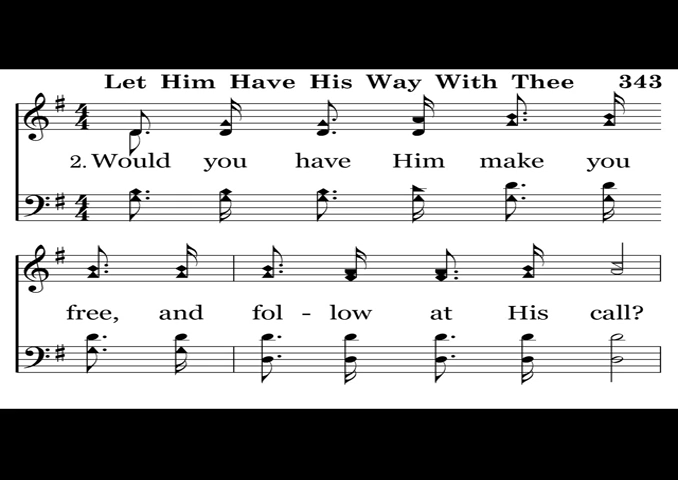 Let Him Have His Way With Thee 343
2. Would you have Him make you
free, and fol - low at His call?